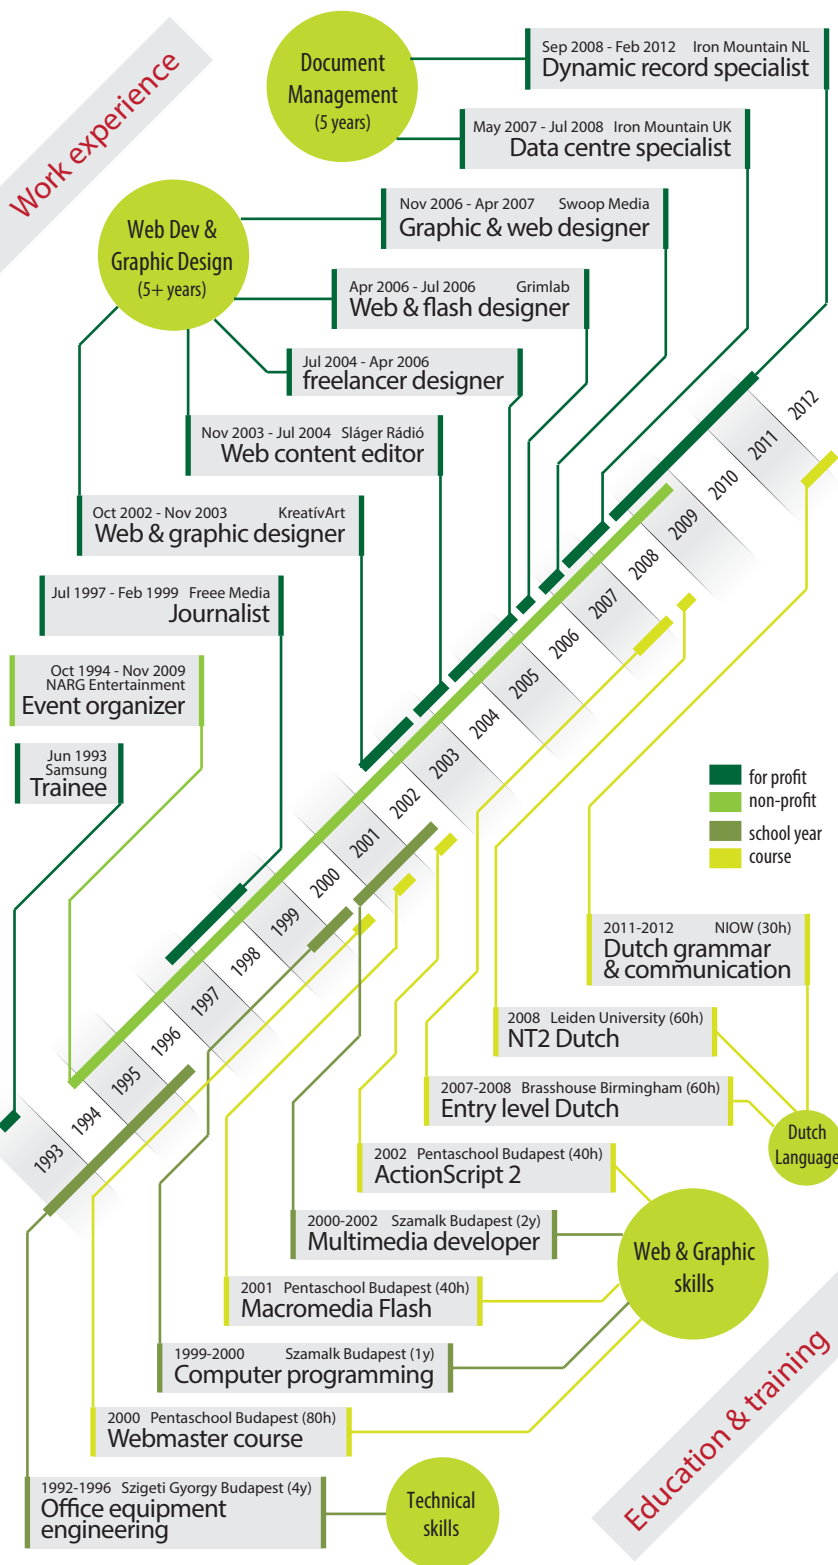 Work experience
Document
Management
(5 years)
Sep 2008 - Feb 2012 Iron Mountain NL
Dynamic record specialist
May 2007 - Jul 2008 Iron Mountain UK
Data centre specialist
Web Dev &
Graphic Design
(5+ years)
Nov 2006 - Apr 2007 Swoop Media
Graphic & web designer
Apr 2006 - Jul 2006 Grimlab
Web & flash designer
Jul 2004 - Apr 2006
freelancer designer
Nov 2003 - Jul 2004 Sláger Rádió
Web content editor
Oct 2002 - Nov 2003 KreatívArt
Web & graphic designer
Jul 1997 - Feb 1999 Freee Media
Journalist
Oct 1994 - Nov 2009
NARG Entertainment
Event organizer
Jun 1993
Samsung
Trainee
2012
2011
2010
2009
2008
2007
2006
2005
2004
2003
2002
2001
2000
1999
1998
1997
1996
1995
1994
1993
for profit
non-profit
school year
course
2011-2012 NIOW (30h)
Dutch grammar
& communication
2008 Leiden University (60h)
NT2 Dutch
2007-2008 Brasshouse Birmingham (60h)
Entry level Dutch
Dutch
Language
2002 Pentaschool Budapest (40h)
ActionScript 2
2000-2002 Szamalk Budapest (2y)
Multimedia developer
Web & Graphic
skills
2001 Pentaschool Budapest (40h)
Macromedia Flash
1999-2000 Szamalk Budapest (1y)
Computer programming
2000 Pentaschool Budapest (80h)
Webmaster course
1992-1996 Szigeti Gyorgy Budapest (4y)
Office equipment
engineering
Technical
skills
Education & training